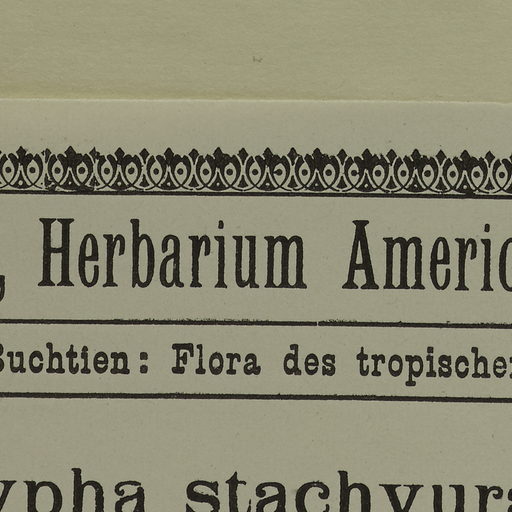 , Herbarium Americ
Buchtien: Flora des tropischer
ypha stachyura